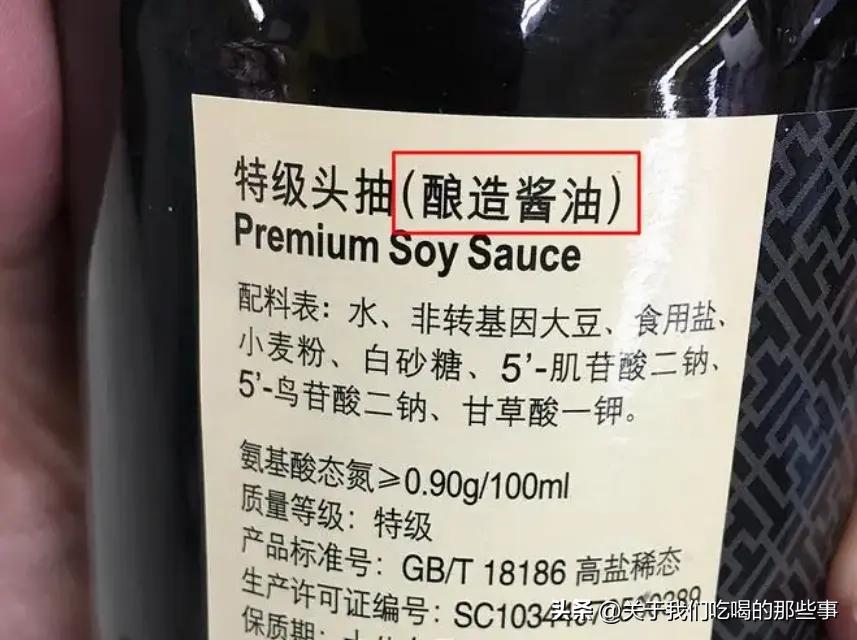 特级头抽(酿造酱油)
Premium Soy Sauce
配料表：水、非转基因大豆、食用盐、
小麦粉、白砂糖、5’-肌苷酸二钠、
5’-鸟苷酸二钠、甘草酸一钾。
氨基酸态氮≥0.90g/100ml
质量等级：特级
产品标准号：GB/T 18186 高盐稀态
生产许可证编号：
保质期：
头条 @关于我们吃喝的那些事